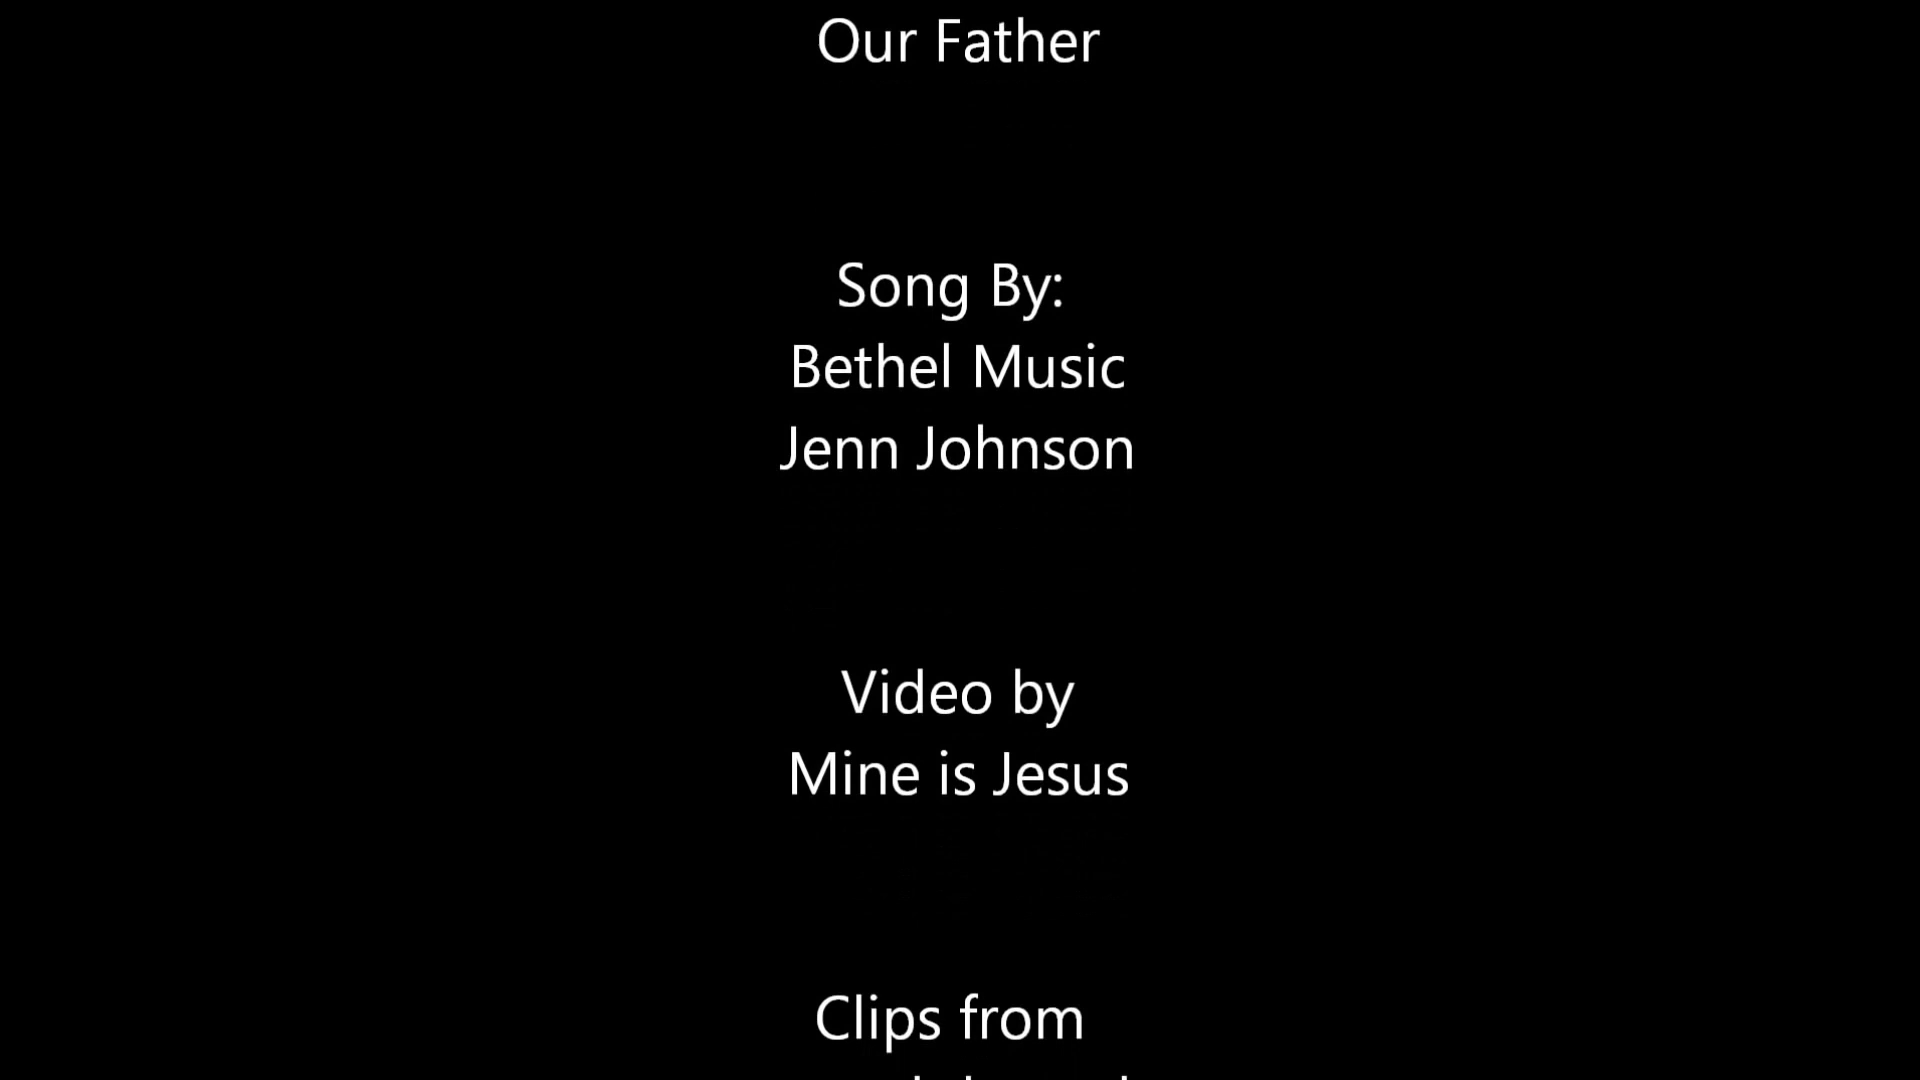 Our Father
Song By:
Bethel Music
Jenn Johnson
Video by
Mine is Jesus
Clips from